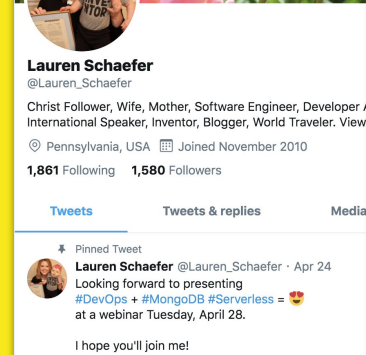 INVE
NTOR
Lauren Schaefer
@Lauren_Schaefer
Christ Follower, Wife, Mother, Software Engineer, Developer
International Speaker, Inventor, Blogger, World Traveler. View
Pennsylvania, USA Joined November 2010
1,861 Following 1,580 Followers
Tweets Tweets & replies Media
Pinned Tweet
Lauren Schaefer @Lauren_Schaefer · Apr 24
Looking forward to presenting
#DevOps + #MongoDB #Serverless = 😍
at a webinar Tuesday, April 28.
I hope you'll join me!